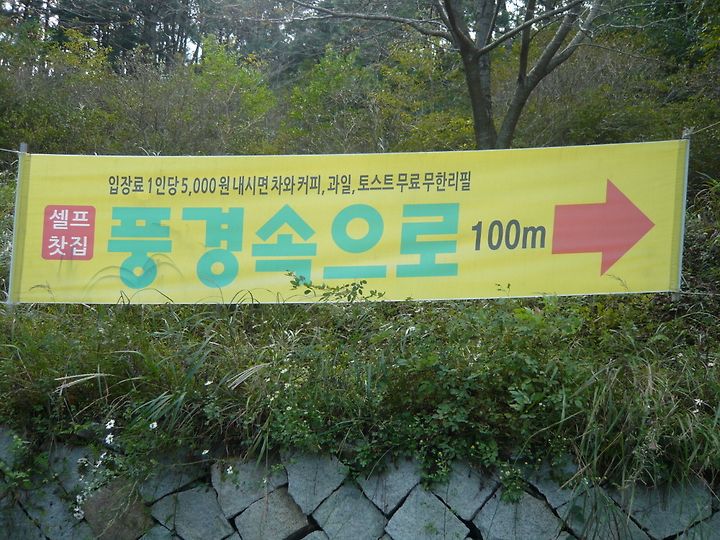 입장료 1인당 5,000원 내시면 차와 커피, 과일, 토스트 무료 무한리필
셀프
찻집
풍경속으로 100m